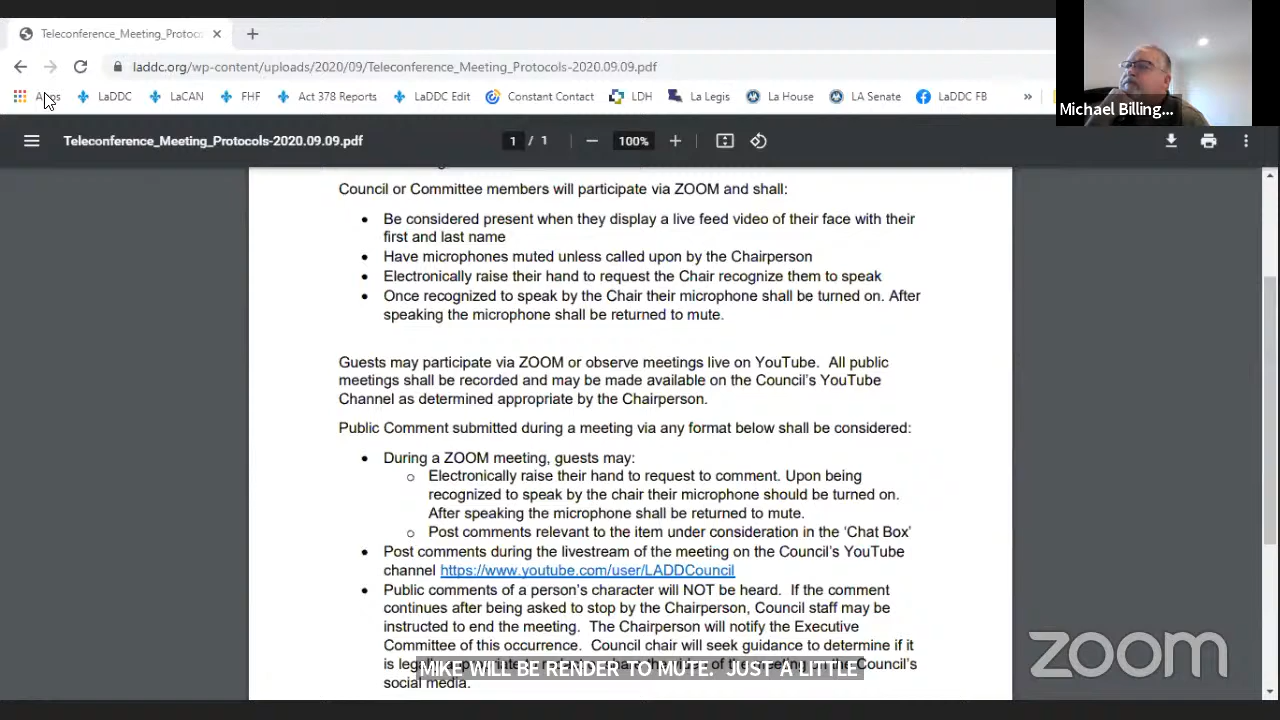 Teleconference_Meeting_Protoco
laddc.org/wp-content/uploads/2020/09/Teleconference_Meeting_Protocols-2020.09.09.pdf
Apps LaDDC LaCAN FHF Act 378 Reports LaDDC Edit Constant Contact LDH La Legis La House LA Senate LaDDC FB »
Michael Billing...
Teleconference_Meeting_Protocols-2020.09.09.pdf 1 / 1 100%
Council or Committee members will participate via ZOOM and shall:
• Be considered present when they display a live feed video of their face with their
first and last name
• Have microphones muted unless called upon by the Chairperson
• Electronically raise their hand to request the Chair recognize them to speak
• Once recognized to speak by the Chair their microphone shall be turned on. After
speaking the microphone shall be returned to mute.
Guests may participate via ZOOM or observe meetings live on YouTube. All public
meetings shall be recorded and may be made available on the Council's YouTube
Channel as determined appropriate by the Chairperson.
Public Comment submitted during a meeting via any format below shall be considered:
• During a ZOOM meeting, guests may:
o Electronically raise their hand to request to comment. Upon being
recognized to speak by the chair their microphone should be turned on.
After speaking the microphone shall be returned to mute.
o Post comments relevant to the item under consideration in the 'Chat Box'
• Post comments during the livestream of the meeting on the Council's YouTube
channel https://www.youtube.com/user/LADDCouncil
• Public comments of a person's character will NOT be heard. If the comment
continues after being asked to stop by the Chairperson, Council staff may be
instructed to end the meeting. The Chairperson will notify the Executive
Committee of this occurrence. Council chair will seek guidance to determine if it
is Council's
MIKE WILL BE RENDER TO MUTE. JUST A LITTLE
social media.
zoom